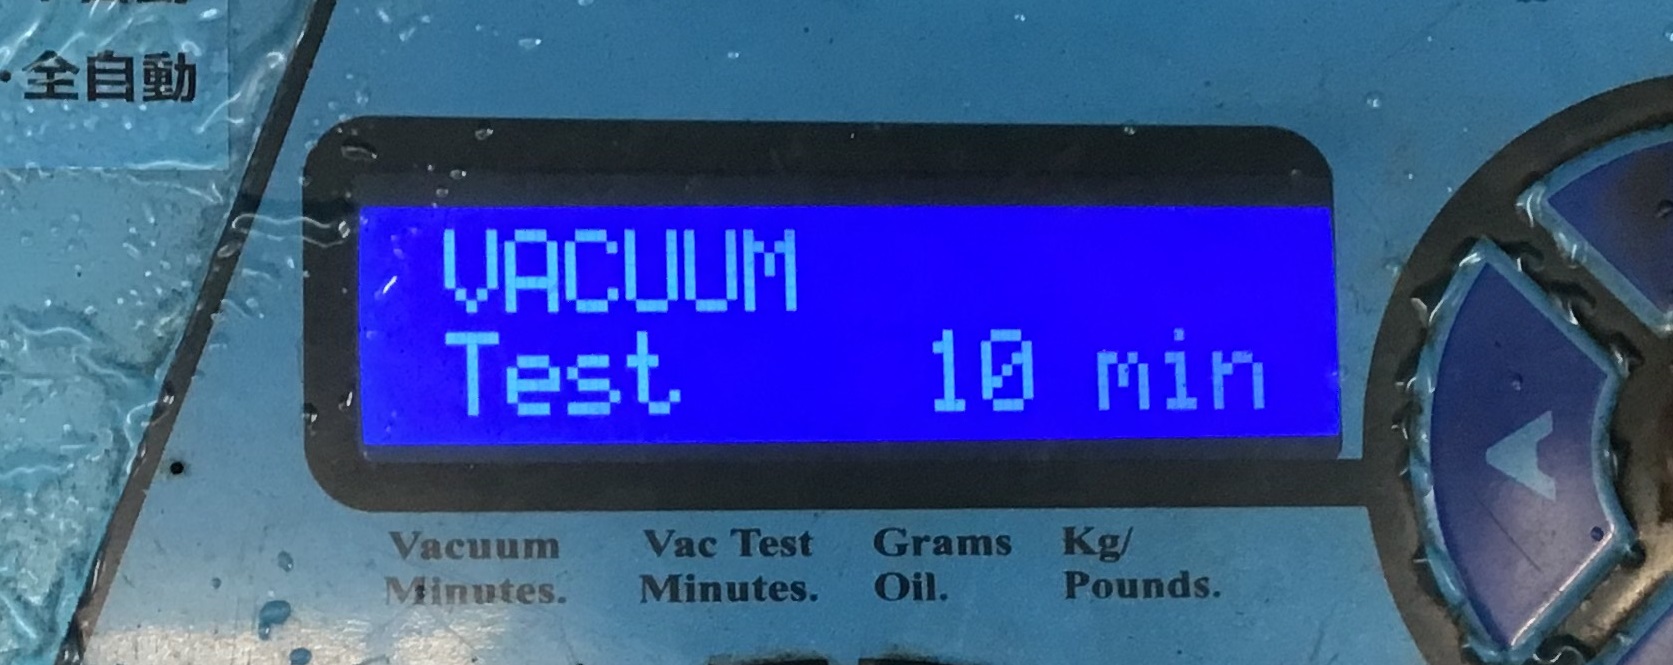 ・全自動
VACUUM
Test 10 min
Vacuum Minutes.
Vac Test Minutes.
Grams Oil.
Kg/ Pounds.